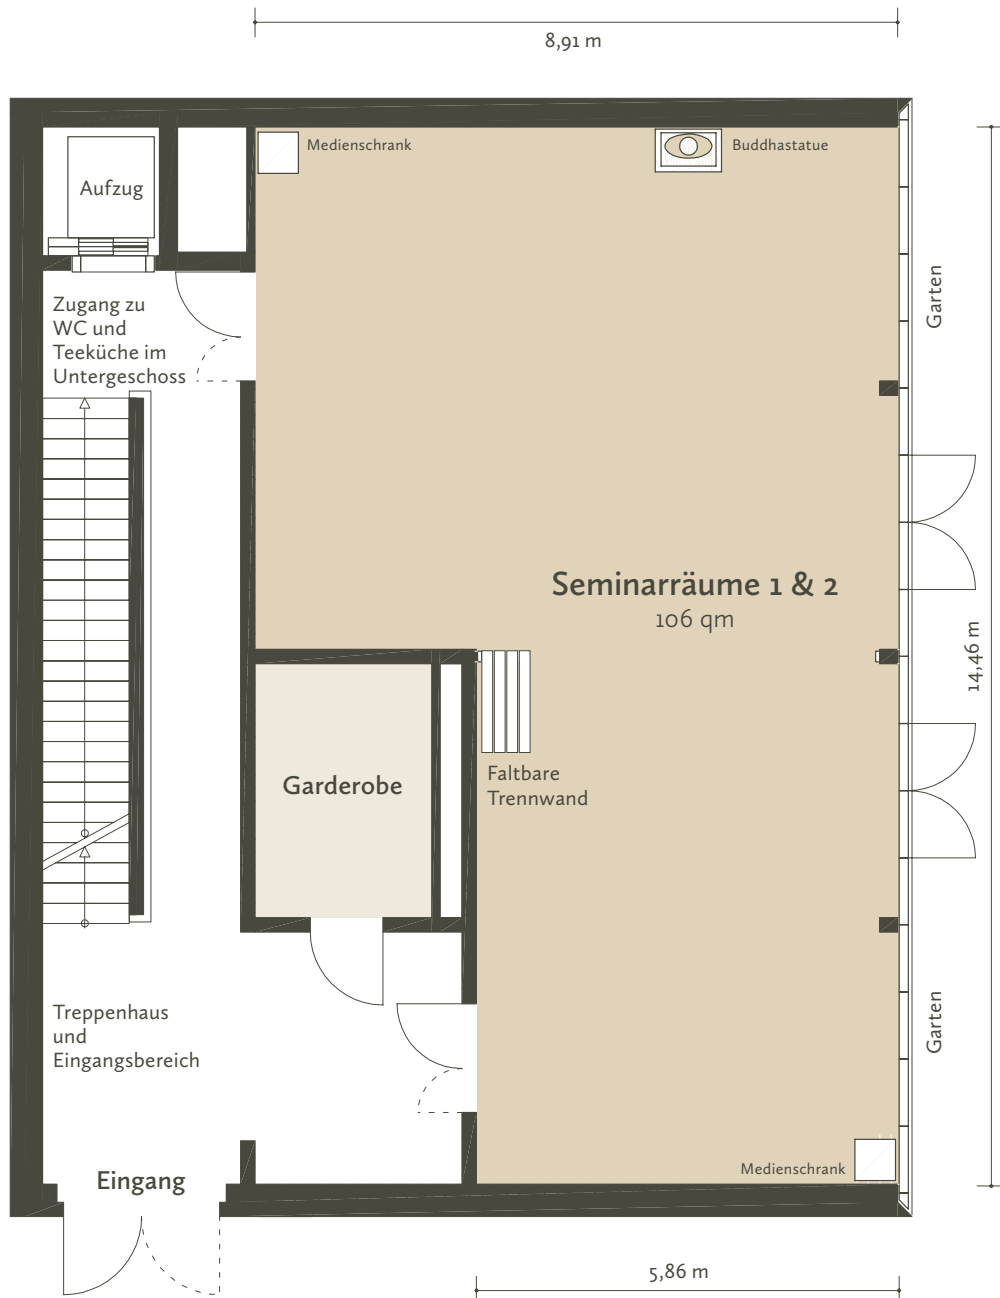 8,91 m
Medienschrank
Buddhastatue
Aufzug
Garten
Zugang zu
WC und
Teeküche im
Untergeschoss
Seminarräume 1 & 2
106 qm
14,46 m
Faltbare
Trennwand
Garderobe
Garten
Treppenhaus
und
Eingangsbereich
Medienschrank
Eingang
5,86 m